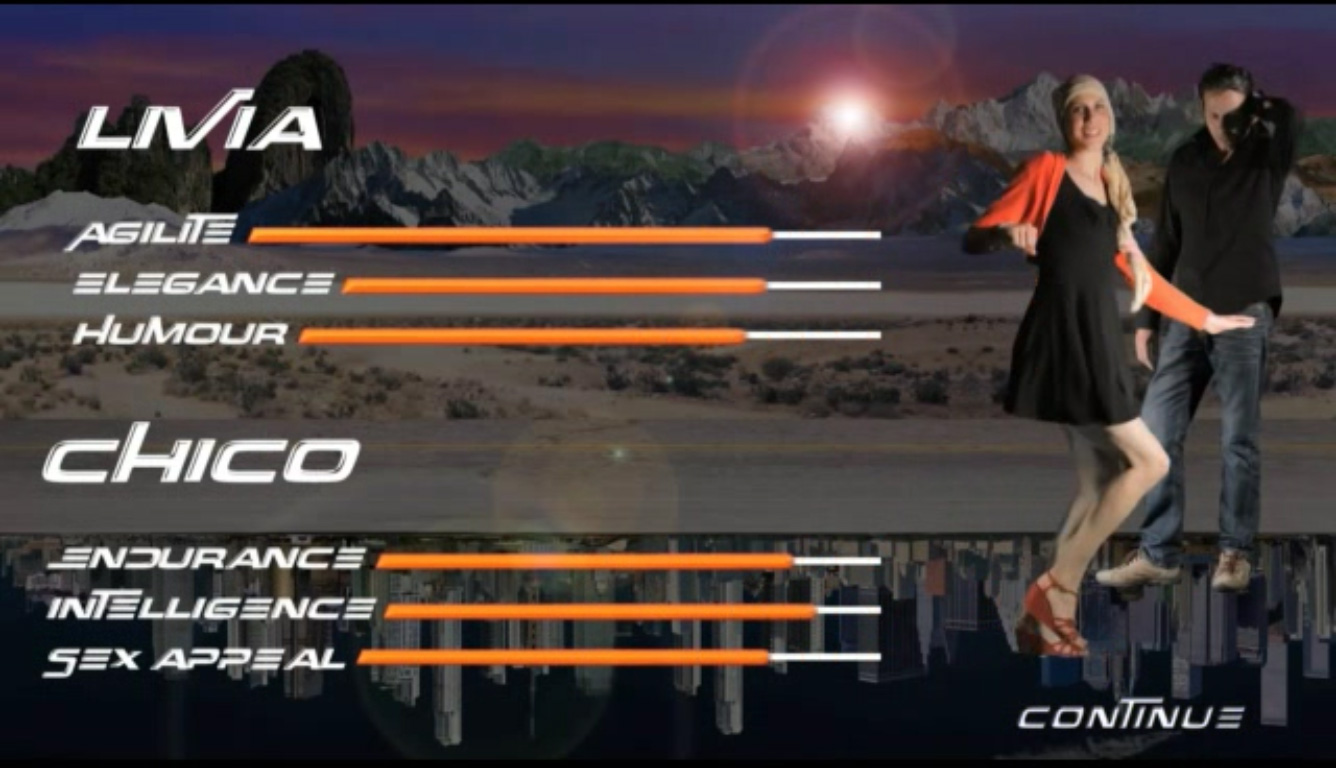 LIVIA
AGILITE
ELEGANCE
HUMOUR
CHICO
ENDURANCE
INTELLIGENCE
SEX APPEAL
CONTINUE